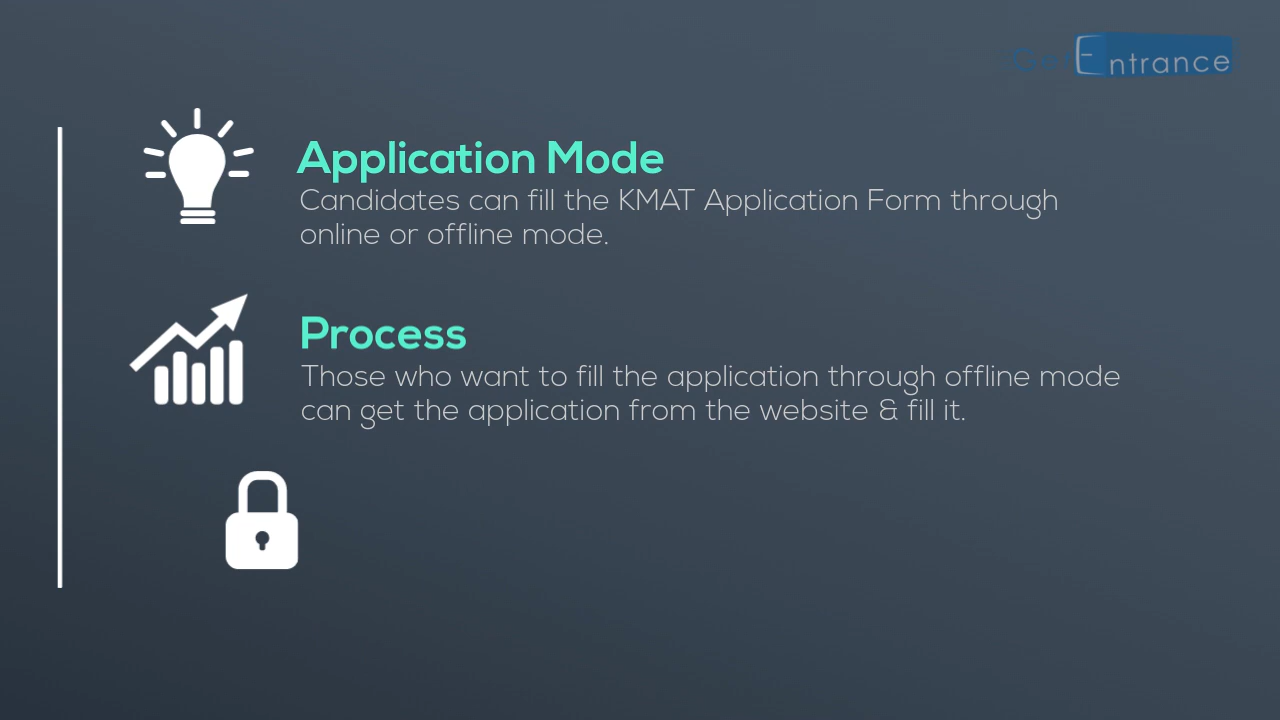 GetEntrance
Application Mode
Candidates can fill the KMAT Application Form through
online or offline mode.
Process
Those who want to fill the application through offline mode
can get the application from the website & fill it.